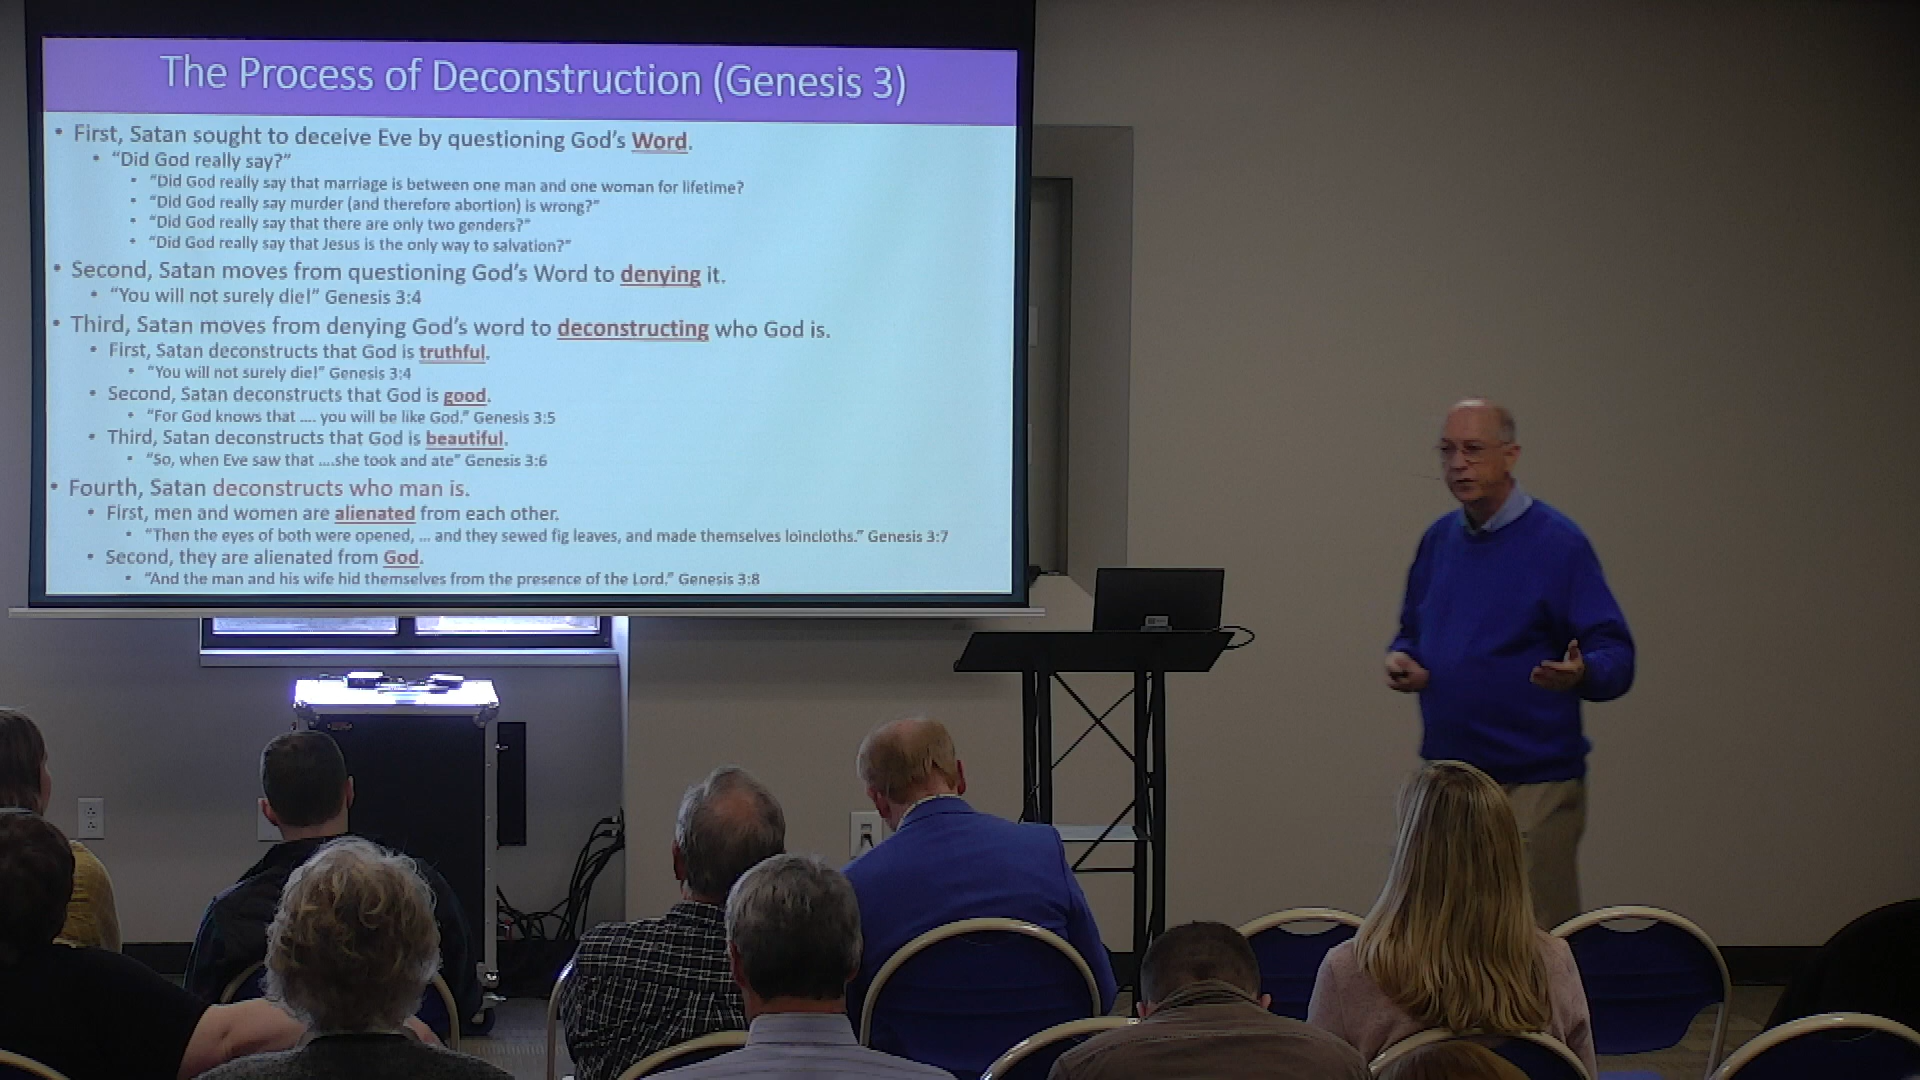 The Process of Deconstruction (Genesis 3)
• First, Satan sought to deceive Eve by questioning God's Word.
• "Did God really say?"
• "Did God really say that marriage is between one man and one woman for lifetime?
• "Did God really say murder (and therefore abortion) is wrong?"
• "Did God really say that there are only two genders?"
• "Did God really say that Jesus is the only way to salvation?"
• Second, Satan moves from questioning God's Word to denying it.
• "You will not surely die!" Genesis 3:4
• Third, Satan moves from denying God's word to deconstructing who God is.
• First, Satan deconstructs that God is truthful.
• "You will not surely die!" Genesis 3:4
• Second, Satan deconstructs that God is good.
• "For God knows that .... you will be like God." Genesis 3:5
• Third, Satan deconstructs that God is beautiful.
• "So, when Eve saw that ....she took and ate" Genesis 3:6
• Fourth, Satan deconstructs who man is.
• First, men and women are alienated from each other.
• "Then the eyes of both were opened, ... and they sewed fig leaves, and made themselves loincloths." Genesis 3:7
• Second, they are alienated from God.
• "And the man and his wife hid themselves from the presence of the Lord." Genesis 3:8